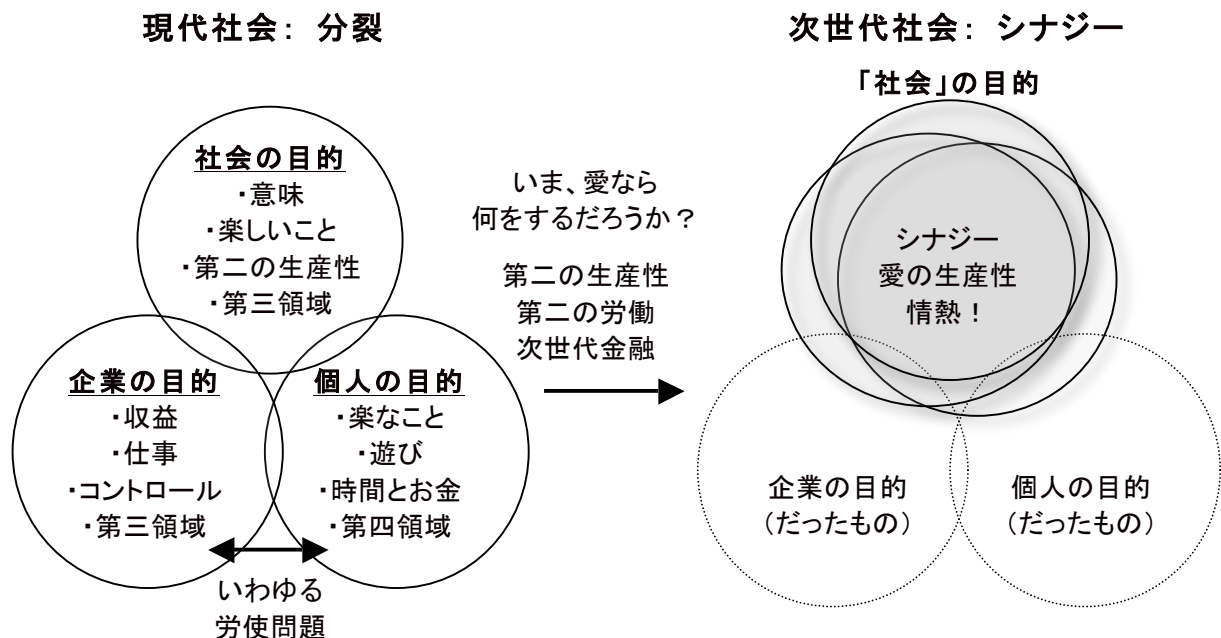 現代社会： 分裂
社会の目的
・意味
・楽しいこと
・第二の生産性
・第三領域
企業の目的
・収益
・仕事
・コントロール
・第三領域
個人の目的
・楽なこと
・遊び
・時間とお金
・第四領域
いわゆる
労使問題
いま、愛なら
何をするだろうか？
第二の生産性
第二の労働
次世代金融
次世代社会： シナジー
「社会」の目的
シナジー
愛の生産性
情熱！
企業の目的
（だったもの）
個人の目的
（だったもの）